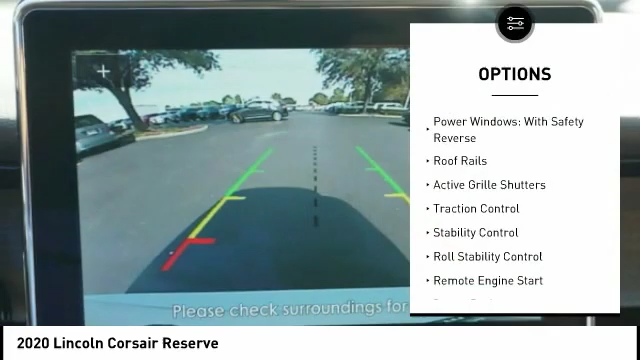 OPTIONS
Power Windows: With Safety
Reverse
Roof Rails
Active Grille Shutters
Traction Control
Stability Control
Roll Stability Control
Remote Engine Start
Please check surroundings for
2020 Lincoln Corsair Reserve